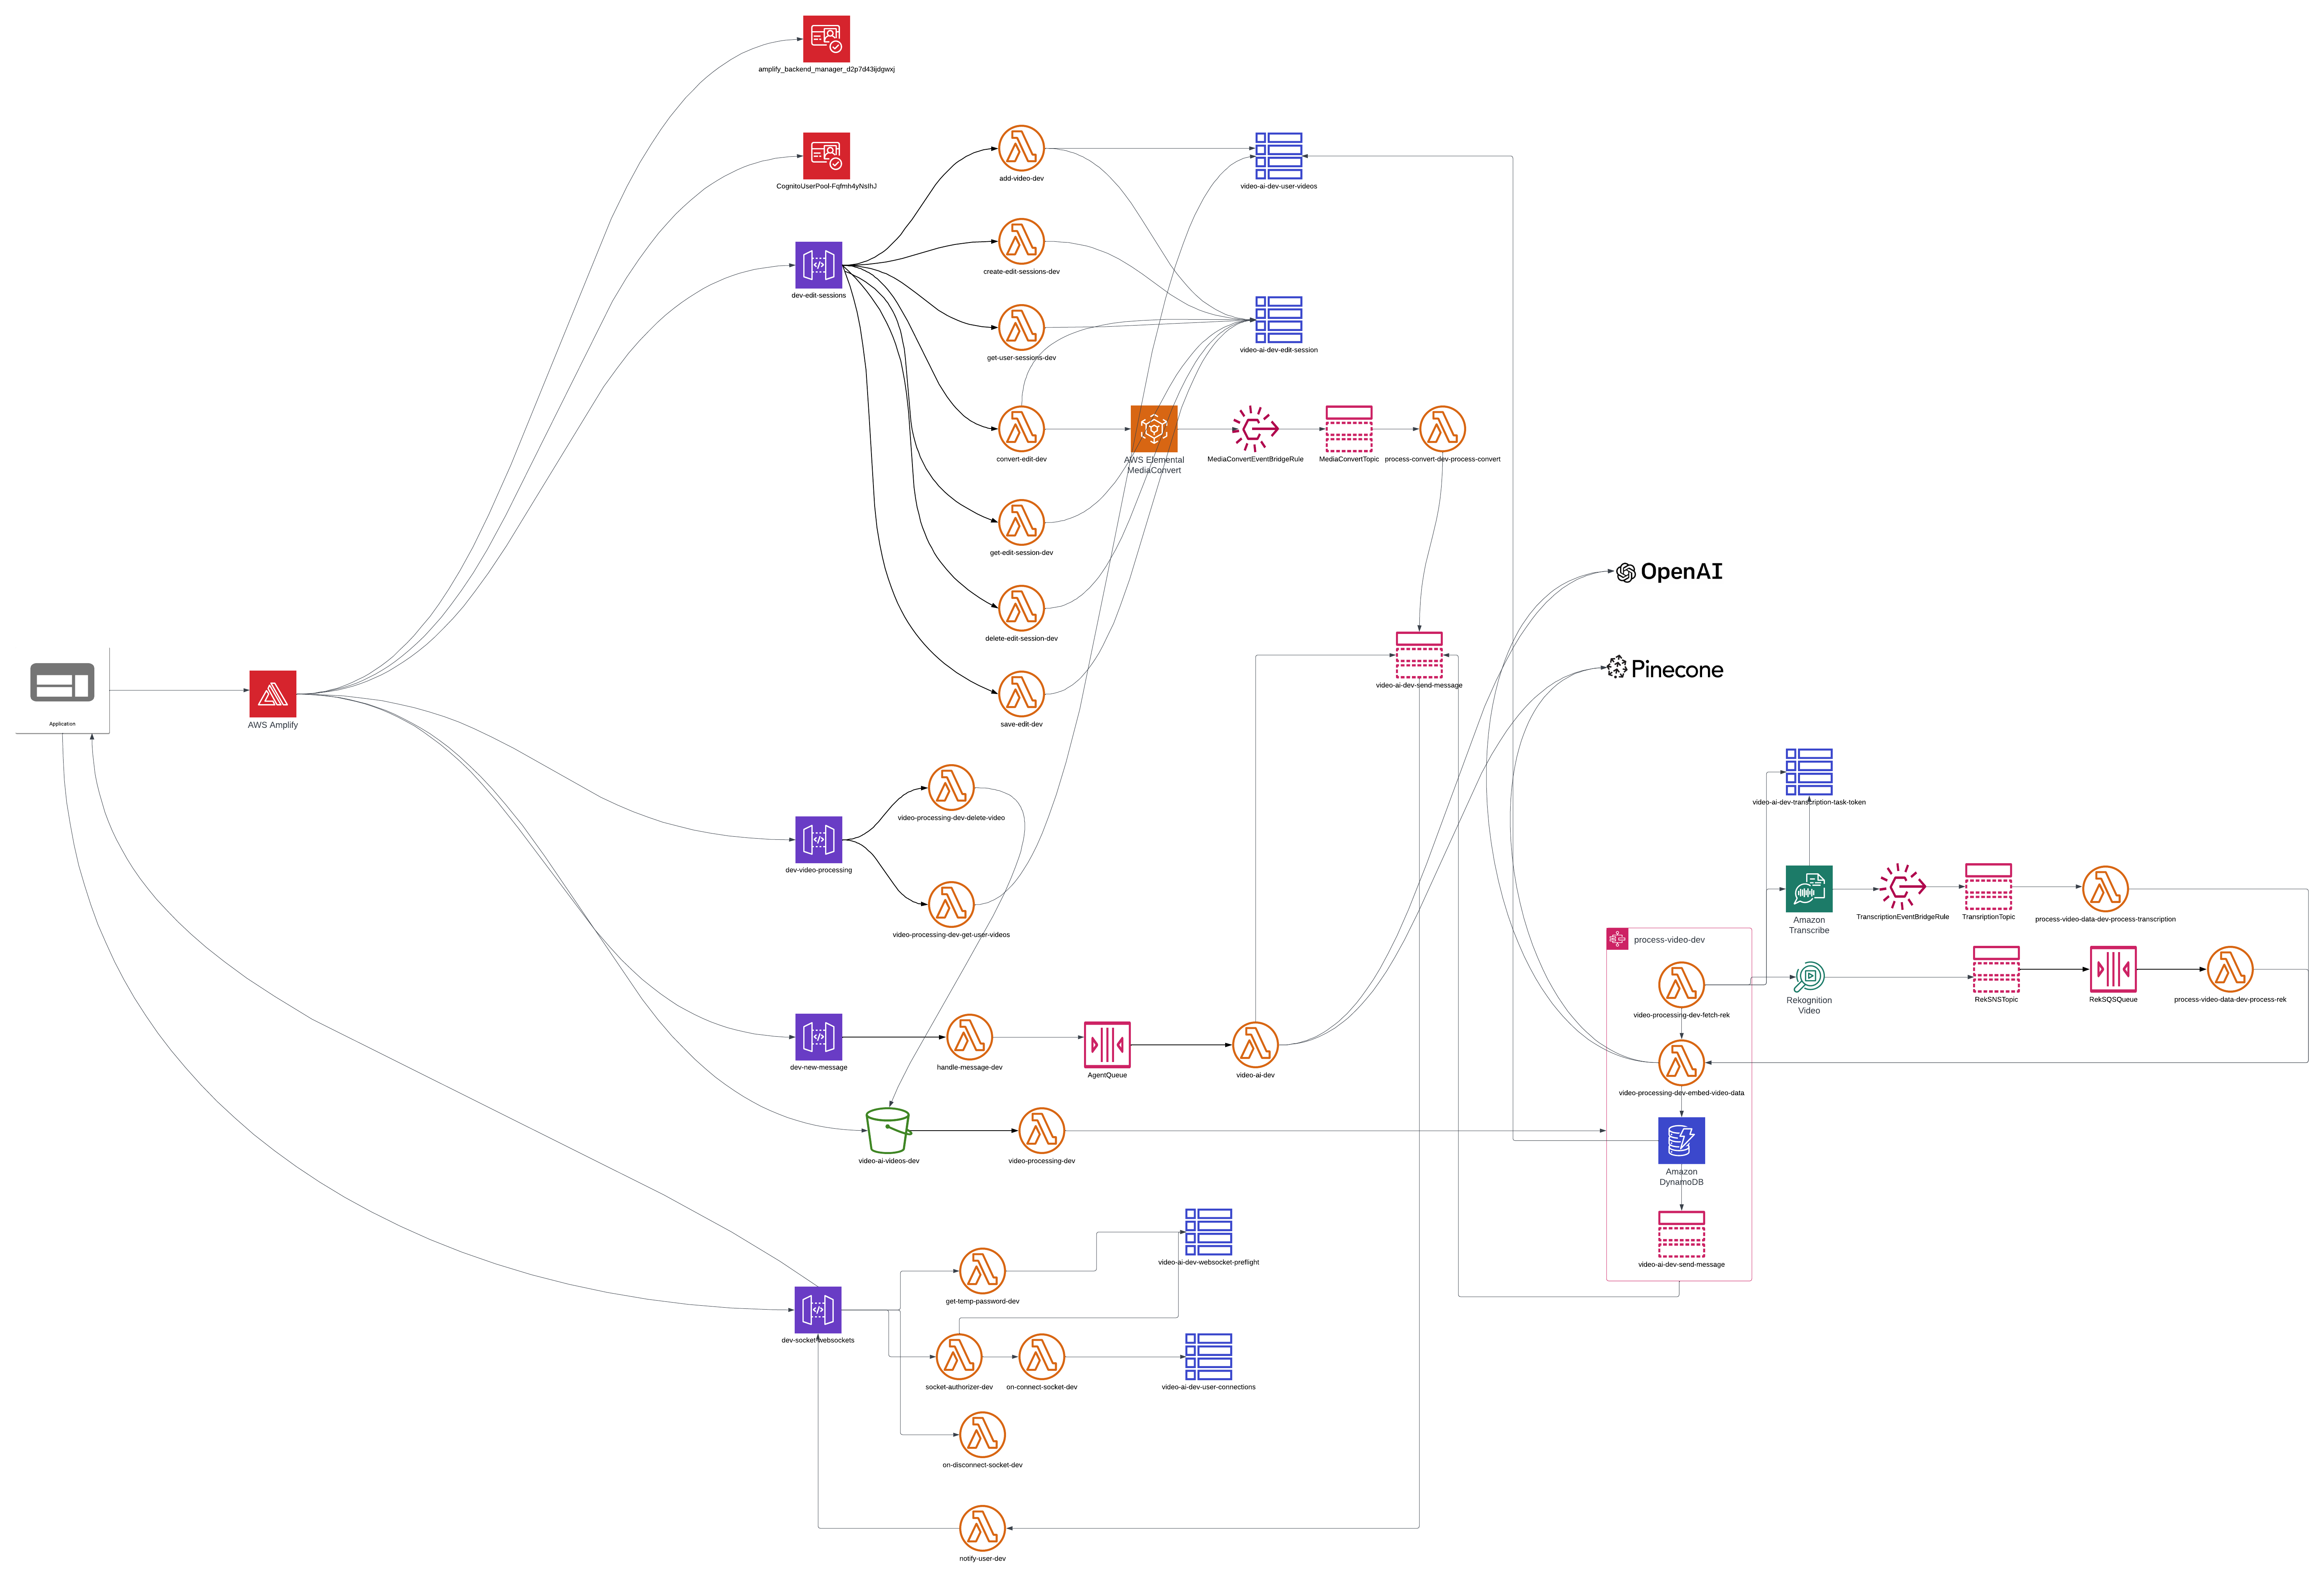 amplify_backend_manager_d2p7d43ijdgwxj
CognitoUserPool-Fqfmh4yNsIhJ
add-video-dev
video-ai-dev-user-videos
create-edit-sessions-dev
dev-edit-sessions
get-user-sessions-dev
video-ai-dev-edit-session
convert-edit-dev
AWS Elemental
MediaConvert
MediaConvertEventBridgeRule
MediaConvertTopic
process-convert-dev-process-convert
get-edit-session-dev
OpenAI
delete-edit-session-dev
Pinecone
video-ai-dev-send-message
Application
AWS Amplify
save-edit-dev
video-ai-dev-transcription-task-token
video-processing-dev-delete-video
dev-video-processing
Amazon
Transcribe
TranscriptionEventBridgeRule
TransriptionTopic
process-video-data-dev-process-transcription
video-processing-dev-get-user-videos
process-video-dev
Rekognition
Video
RekSNSTopic
RekSQSQueue
process-video-data-dev-process-rek
video-processing-dev-fetch-rek
dev-new-message
handle-message-dev
AgentQueue
video-ai-dev
video-processing-dev-embed-video-data
video-ai-videos-dev
video-processing-dev
Amazon
DynamoDB
video-ai-dev-websocket-preflight
video-ai-dev-send-message
get-temp-password-dev
dev-socket-websockets
socket-authorizer-dev
on-connect-socket-dev
video-ai-dev-user-connections
on-disconnect-socket-dev
notify-user-dev